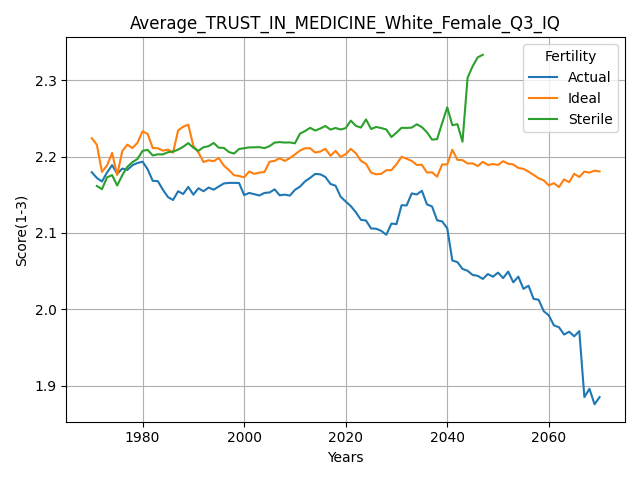 Average_TRUST_IN_MEDICINE_White_Female_Q3_IQ
Score(1-3)
2.3
2.2
2.1
2.0
1.9
Fertility
Actual
Ideal
Sterile
1980 2000 2020 2040 2060
Years